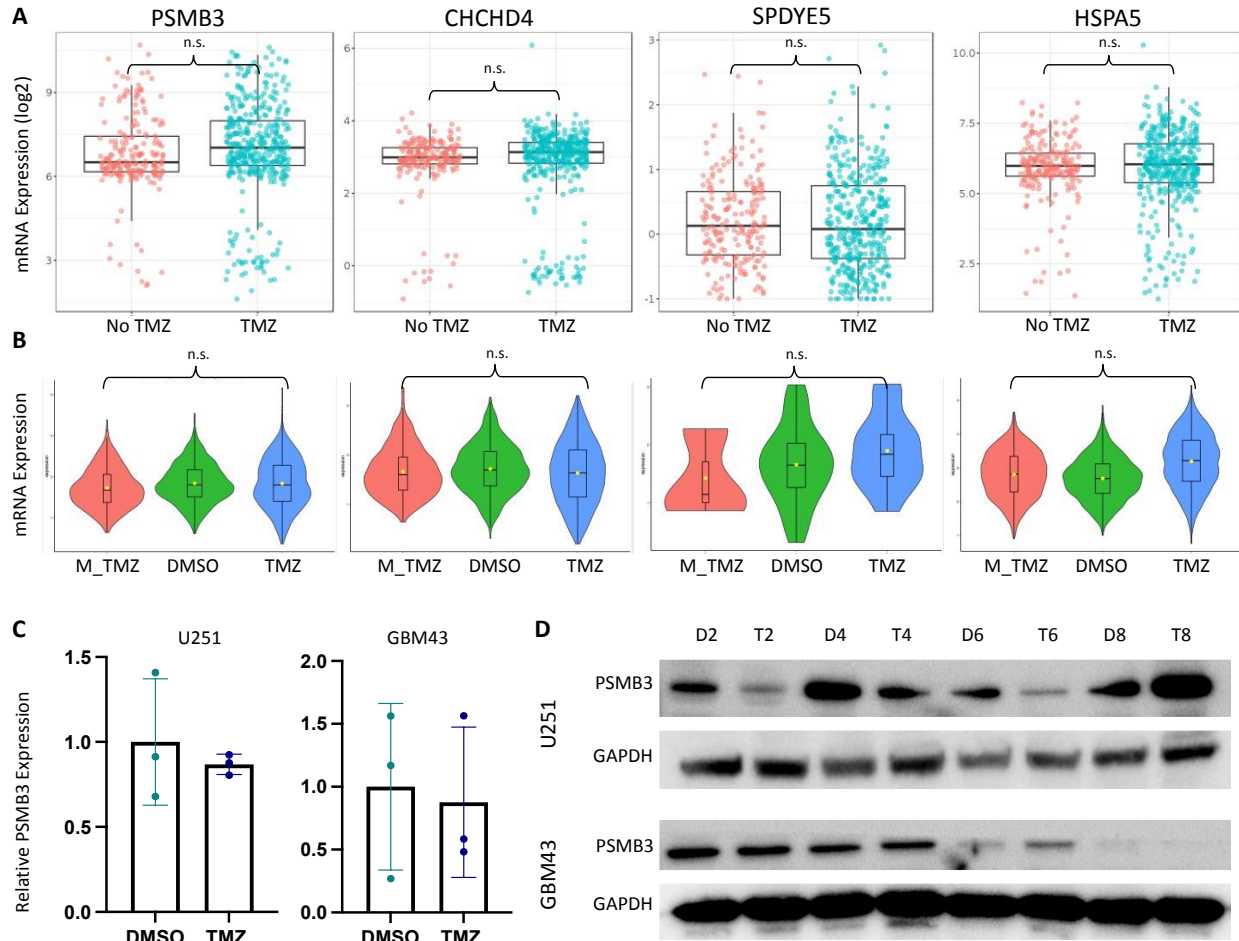 A
PSMB3 CHCHD4 SPDYE5 HSPA5
mRNA Expression (log2)
n.s. n.s. n.s. n.s.
9
6
3
6
4
2
0
3
2
1
0
-1
10.0
7.5
5.0
2.5
No TMZ TMZ No TMZ TMZ No TMZ TMZ No TMZ TMZ
B
mRNA Expression
n.s. n.s. n.s. n.s.
expression expression expression expression
M_TMZ DMSO TMZ M_TMZ DMSO TMZ M_TMZ DMSO TMZ M_TMZ DMSO TMZ
C
U251 GBM43
Relative PSMB3 Expression
1.5
1.0
0.5
0.0
2.0
1.5
1.0
0.5
0.0
DMSO TMZ DMSO TMZ
D
D2 T2 D4 T4 D6 T6 D8 T8
U251
PSMB3
GAPDH
GBM43
PSMB3
GAPDH